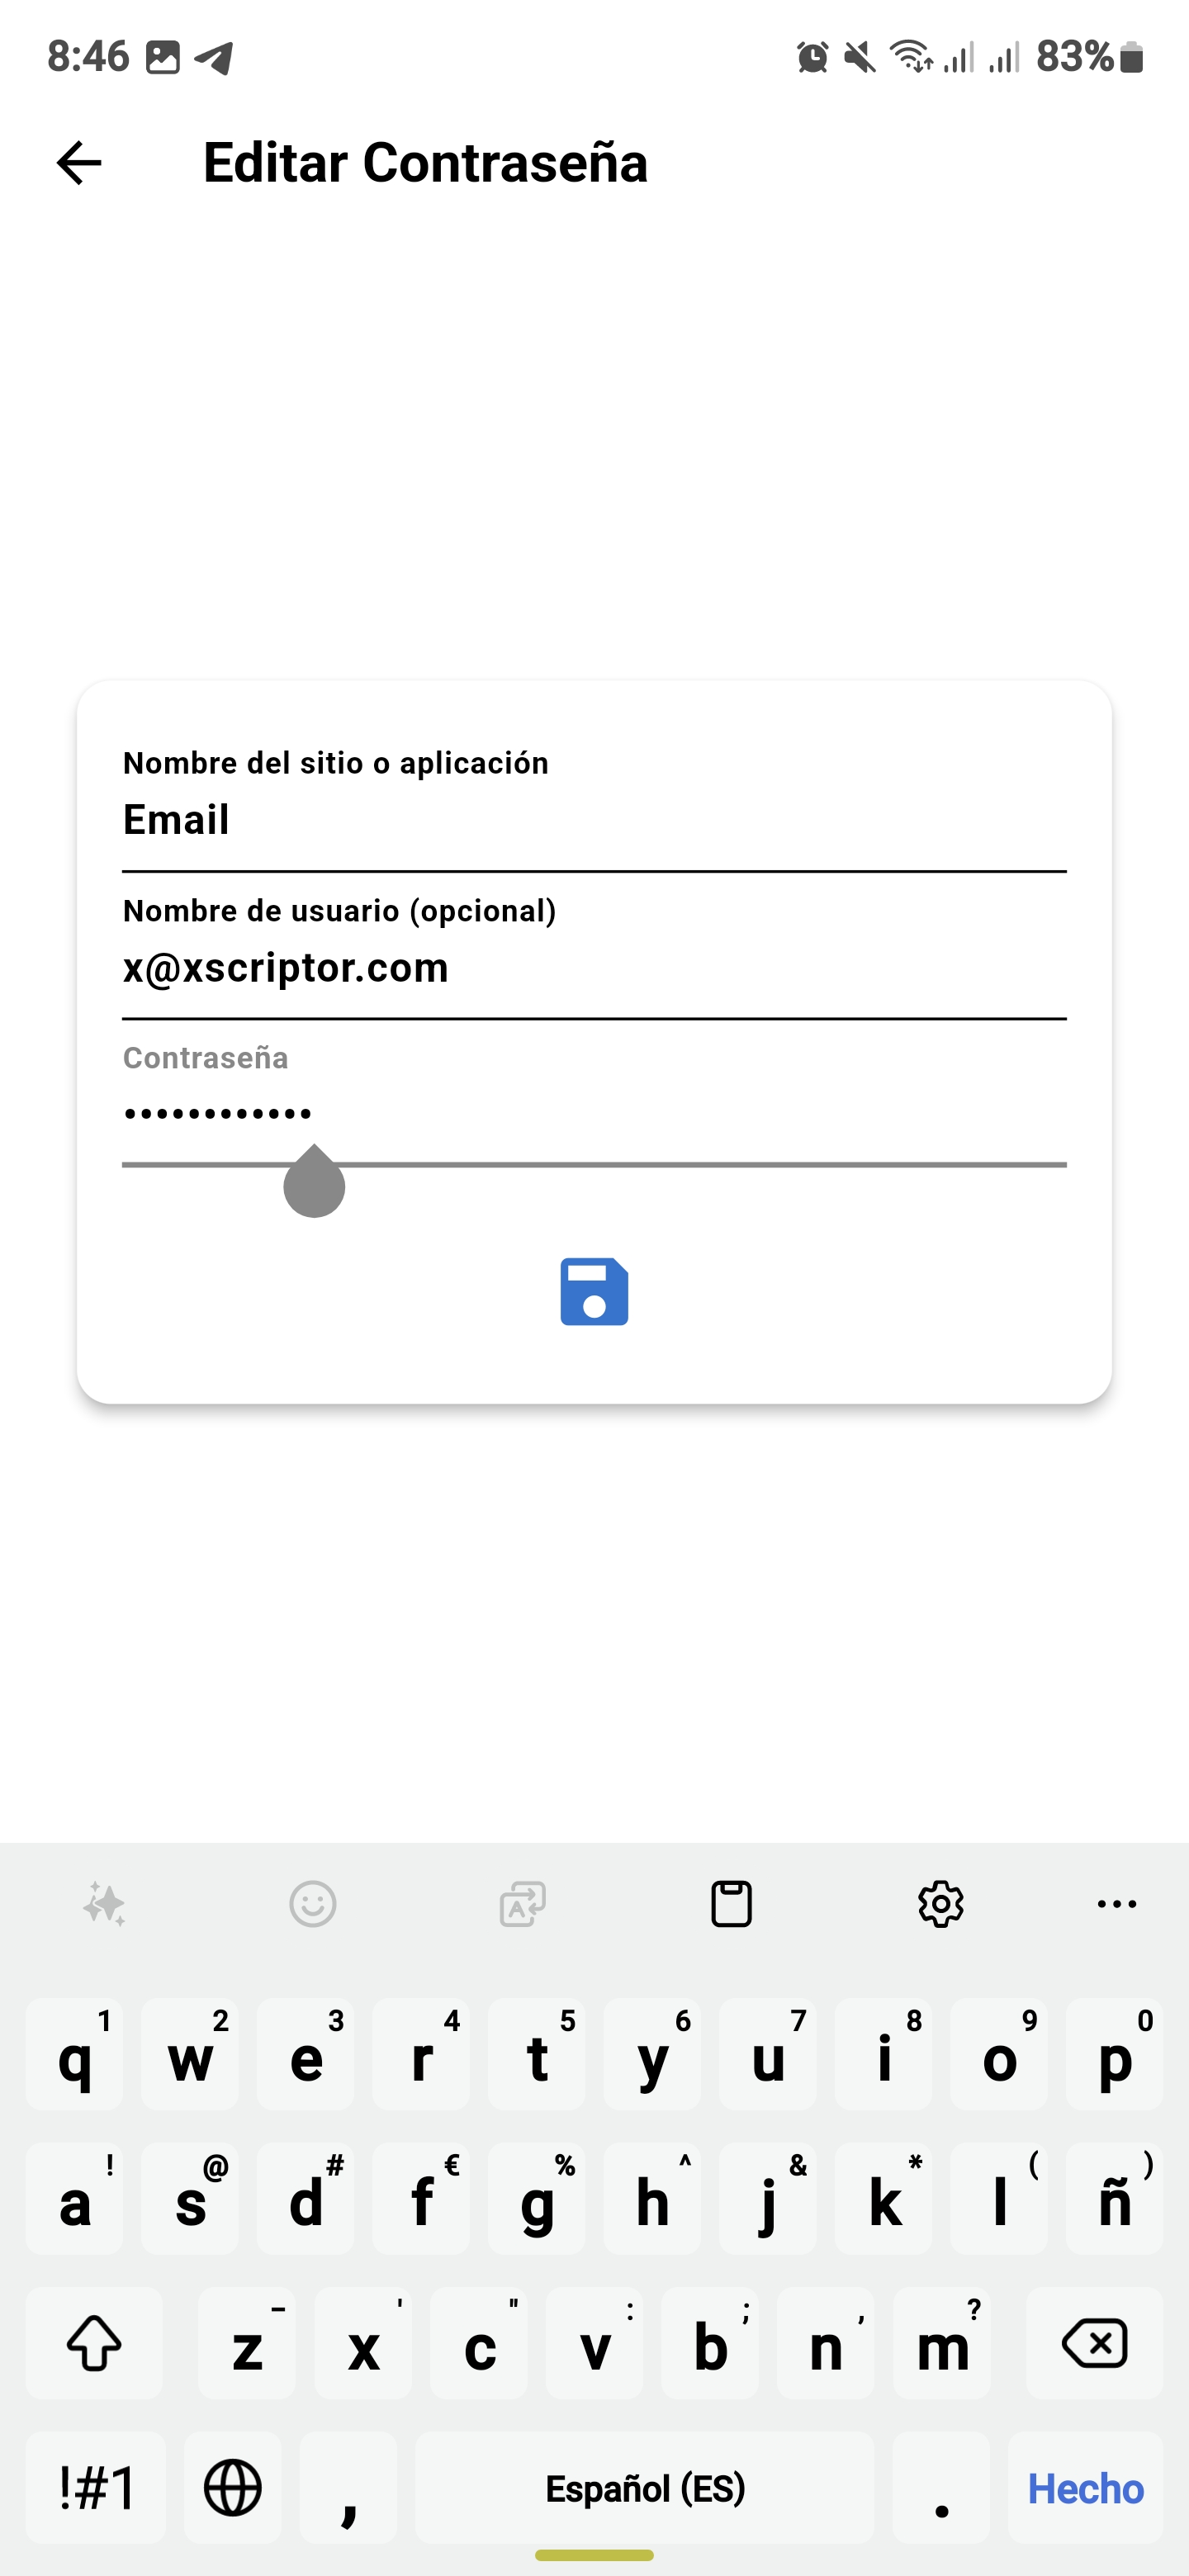 8:46 83%
Editar Contraseña
Nombre del sitio o aplicación
Email
Nombre de usuario (opcional)
x@xscriptor.com
Contraseña
••••••••••••
1 2 3 4 5 6 7 8 9 0
q w e r t y u i o p
! @ # € % ^ & * ( )
a s d f g h j k l ñ
- ' " : ; , ?
z x c v b n m
!#1 , Español (ES) . Hecho